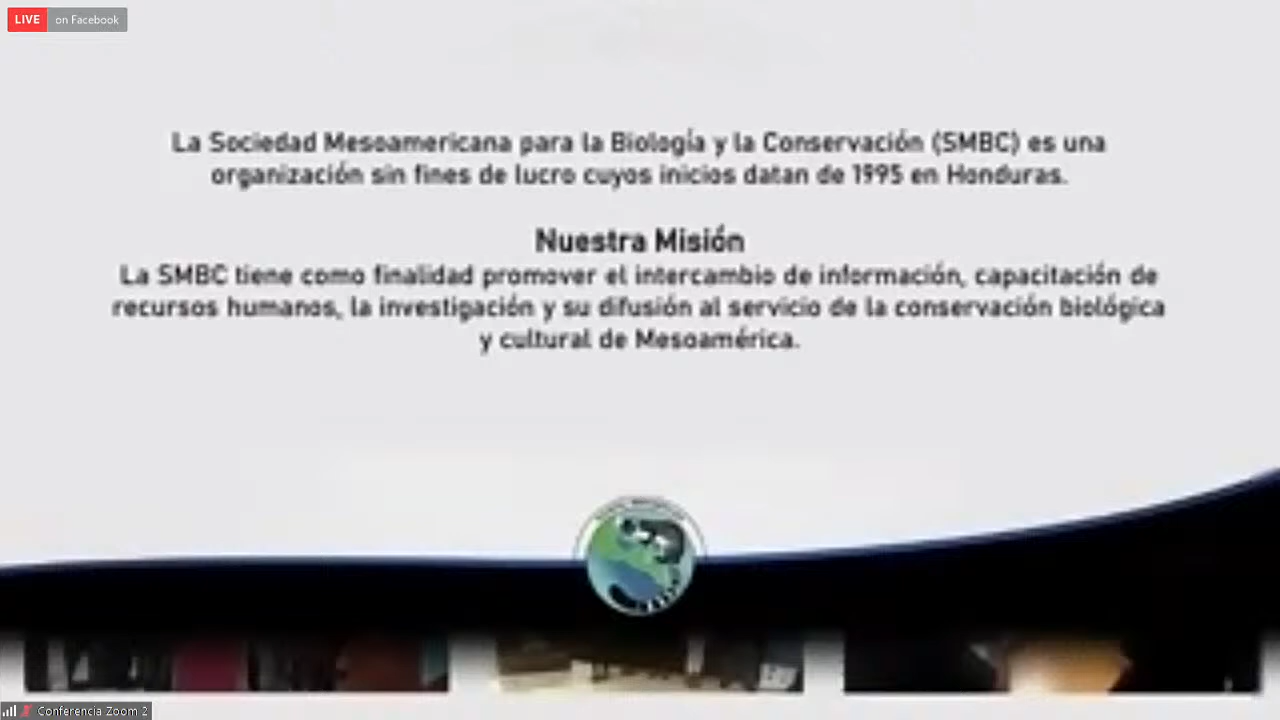 LIVE on Facebook
La Sociedad Mesoamericana para la Biología y la Conservación (SMBC) es una
organización sin fines de lucro cuyos inicios datan de 1995 en Honduras.
Nuestra Misión
La SMBC tiene como finalidad promover el intercambio de información, capacitación de
recursos humanos, la investigación y su difusión al servicio de la conservación biológica
y cultural de Mesoamérica.
Conferencia Zoom 2